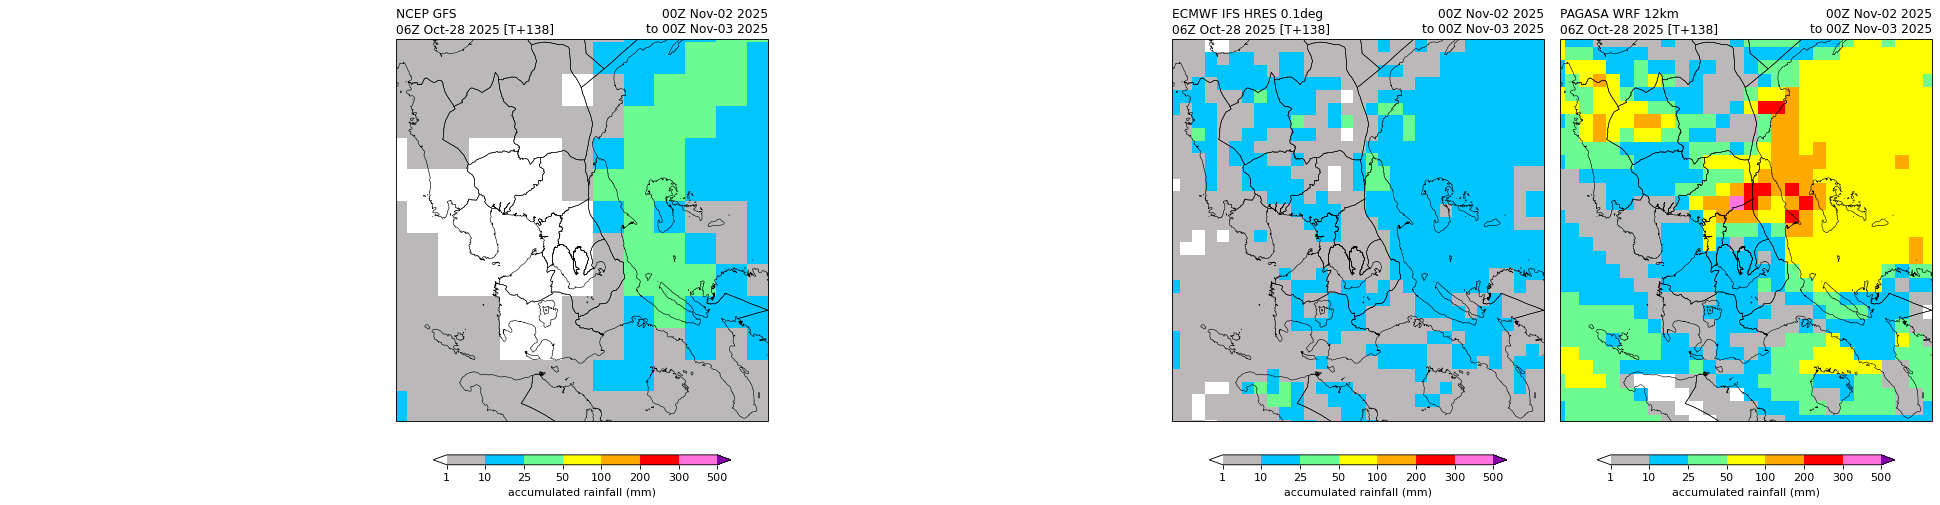 NCEP GFS 00Z Nov-02 2025
06Z Oct-28 2025 [T+138] to 00Z Nov-03 2025
ECMWF IFS HRES 0.1deg 00Z Nov-02 2025
06Z Oct-28 2025 [T+138] to 00Z Nov-03 2025
PAGASA WRF 12km 00Z Nov-02 2025
06Z Oct-28 2025 [T+138] to 00Z Nov-03 2025
1 10 25 50 100 200 300 500
accumulated rainfall (mm)
1 10 25 50 100 200 300 500
accumulated rainfall (mm)
1 10 25 50 100 200 300 500
accumulated rainfall (mm)